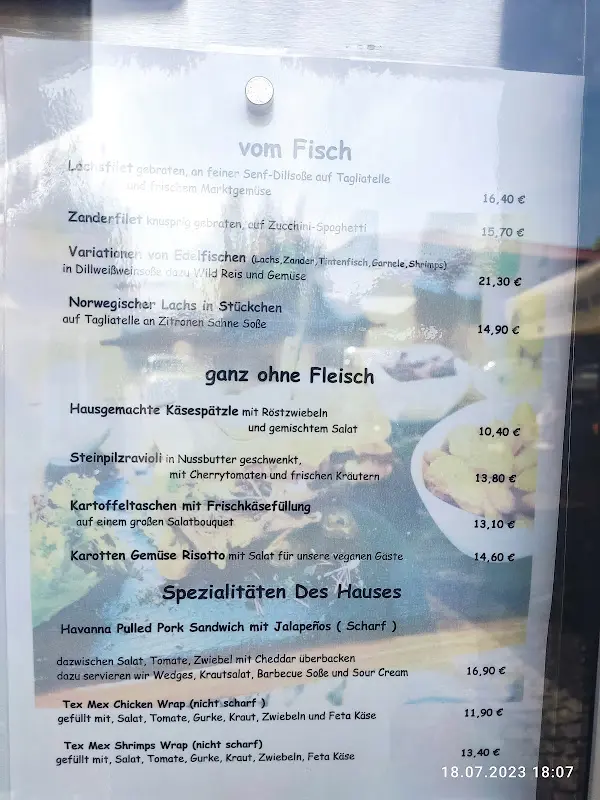 vom Fisch
Lachsfilet gebraten, an feiner Senf-Dillsoße auf Tagliatelle
und frischem Marktgemüse
16,40 €
Zanderfilet knusprig gebraten, auf Zucchini-Spaghetti
15,70 €
Variationen von Edelfischen (Lachs,Zander,Tintenfisch,Garnele,Shrimps)
in Dillweißweinsoße dazu Wild Reis und Gemüse
21,30 €
Norwegischer Lachs in Stückchen
auf Tagliatelle an Zitronen Sahne Soße
14,90 €
ganz ohne Fleisch
Hausgemachte Käsespätzle mit Röstzwiebeln
und gemischtem Salat
10,40 €
Steinpilzravioli in Nussbutter geschwenkt,
mit Cherrytomaten und frischen Kräutern
13,80 €
Kartoffeltaschen mit Frischkäsefüllung
auf einem großen Salatbouquet
13,10 €
Karotten Gemüse Risotto mit Salat für unsere veganen Gäste
14,60 €
Spezialitäten Des Hauses
Havanna Pulled Pork Sandwich mit Jalapeños ( Scharf )
dazwischen Salat, Tomate, Zwiebel mit Cheddar überbacken
dazu servieren wir Wedges, Krautsalat, Barbecue Soße und Sour Cream
16,90 €
Tex Mex Chicken Wrap (nicht scharf )
gefüllt mit, Salat, Tomate, Gurke, Kraut, Zwiebeln und Feta Käse
11,90 €
Tex Mex Shrimps Wrap (nicht scharf)
gefüllt mit, Salat, Tomate, Gurke, Kraut, Zwiebeln, Feta Käse
13,40 €
18.07.2023 18:07